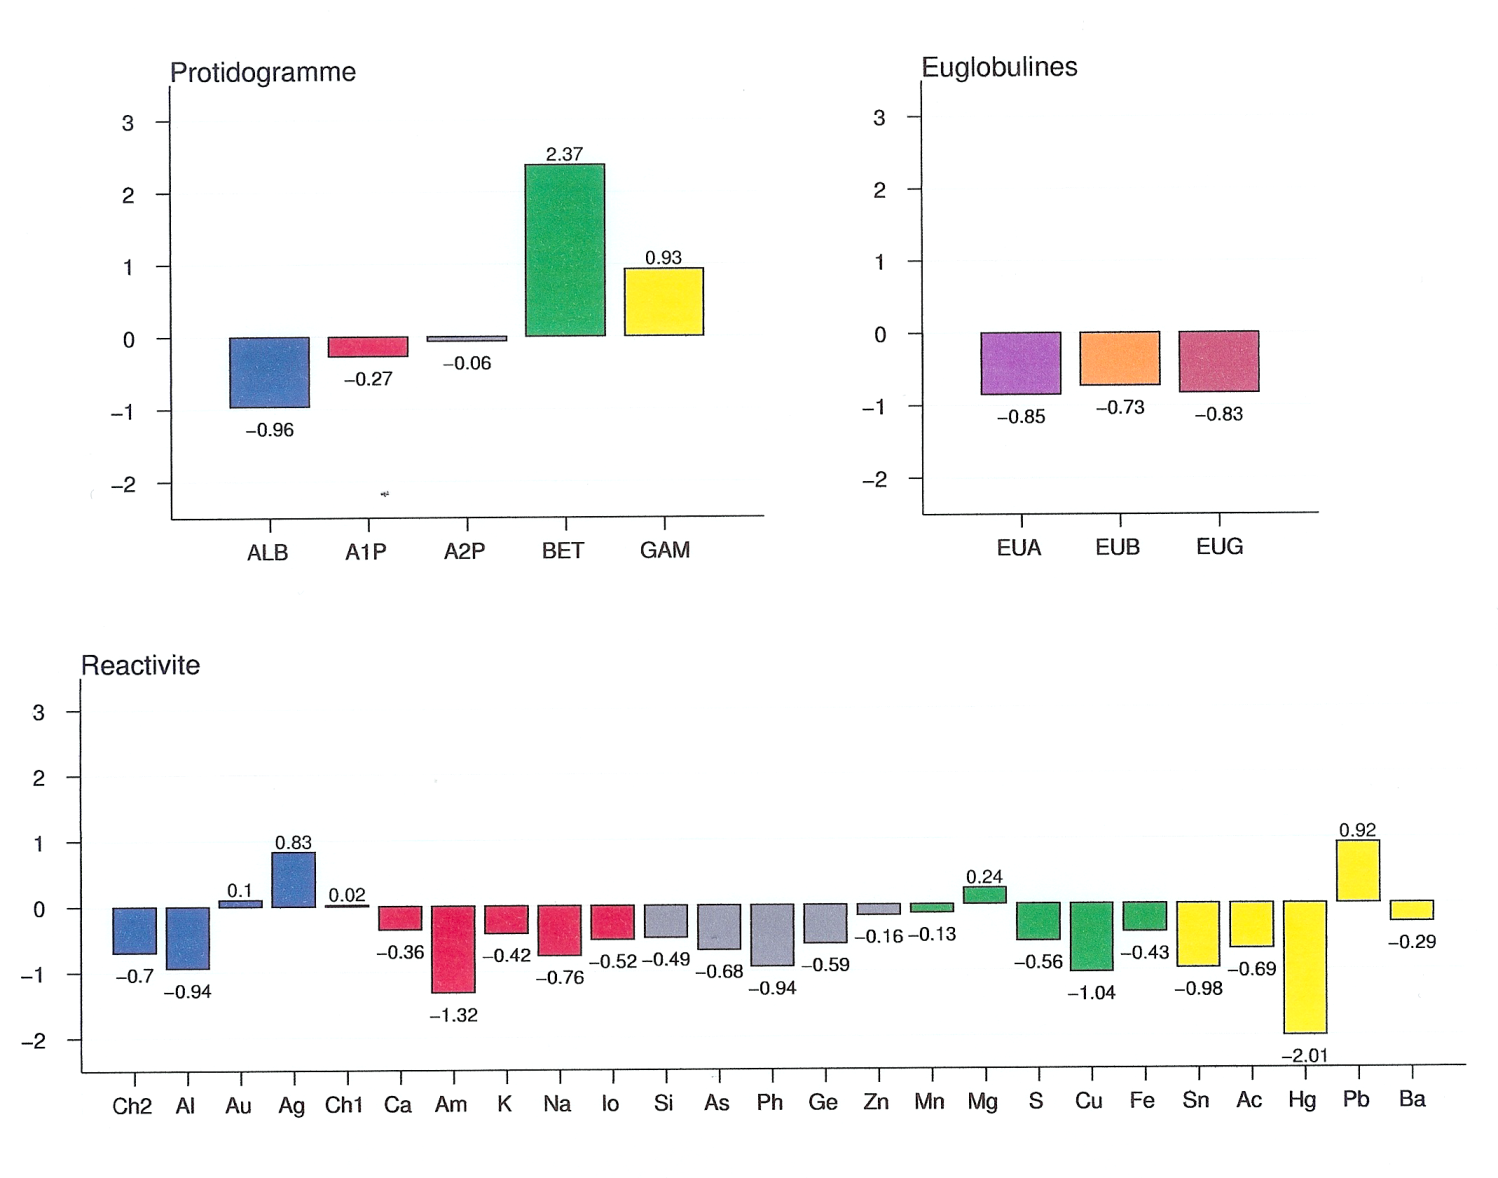 Protidogramme
3
2
1
0
−1
−2
2.37
0.93
−0.06
−0.27
−0.96
ALB A1P A2P BET GAM
Euglobulines
3
2
1
0
−1
−2
−0.85 −0.73 −0.83
EUA EUB EUG
Reactivite
3
2
1
0
−1
−2
−0.7 −0.94 0.1 0.83 0.02 −0.36 −1.32 −0.42 −0.76 −0.52 −0.49 −0.68 −0.94 −0.59 −0.16 −0.13 0.24 −0.56 −1.04 −0.43 −0.98 −0.69 −2.01 0.92 −0.29
Ch2 Al Au Ag Ch1 Ca Am K Na Io Si As Ph Ge Zn Mn Mg S Cu Fe Sn Ac Hg Pb Ba